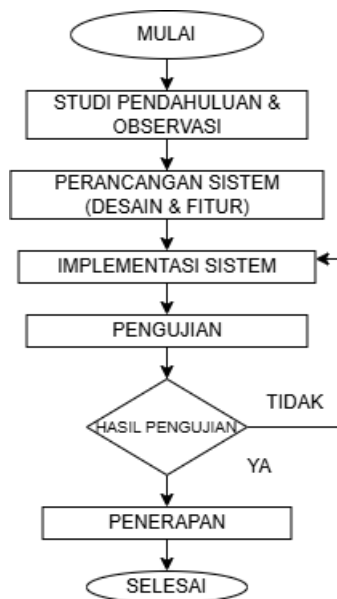 MULAI
STUDI PENDAHULUAN &
OBSERVASI
PERANCANGAN SISTEM
(DESAIN & FITUR)
IMPLEMENTASI SISTEM
PENGUJIAN
HASIL PENGUJIAN
TIDAK
YA
PENERAPAN
SELESAI